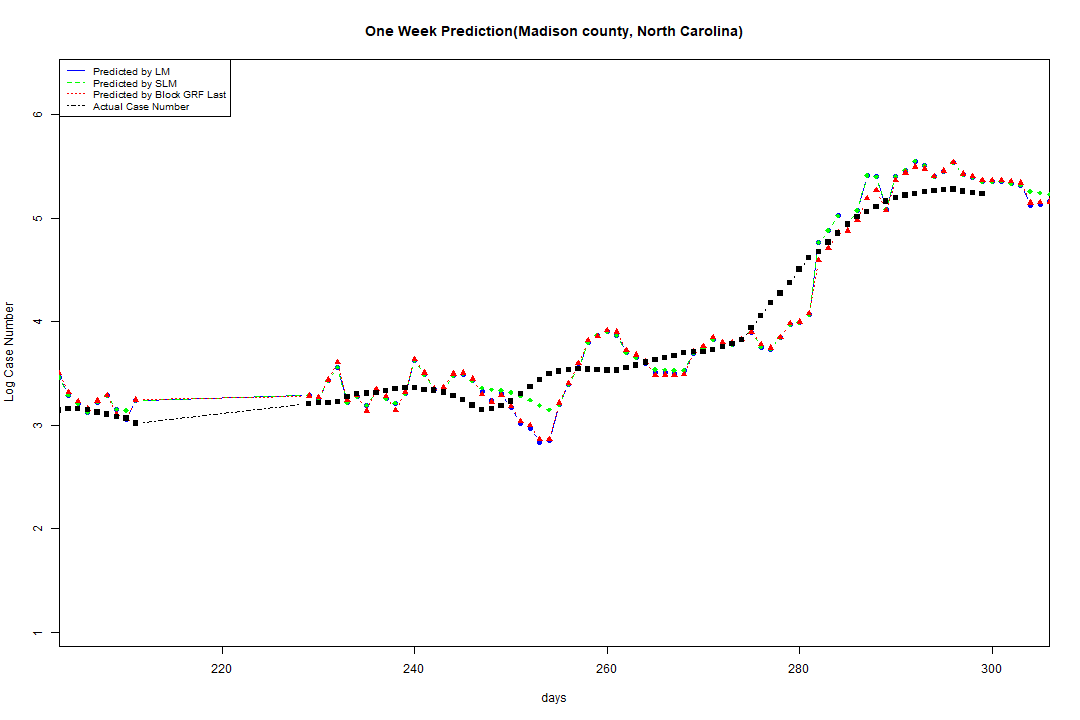 One Week Prediction(Madison county, North Carolina)
Predicted by LM
Predicted by SLM
Predicted by Block GRF Last
Actual Case Number
6
5
4
3
2
1
Log Case Number
220 240 260 280 300
days